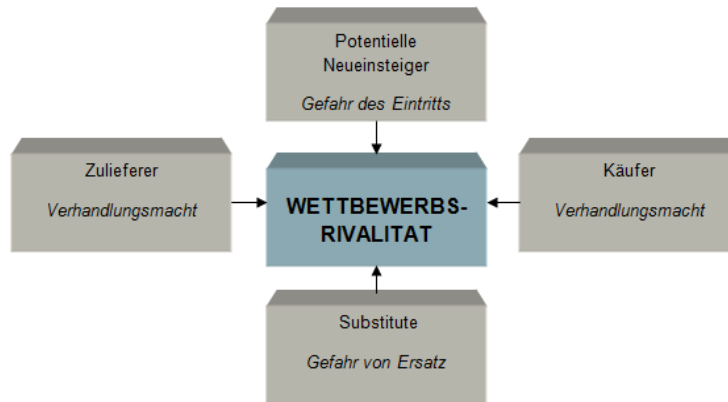 Potentielle
Neueinsteiger
Gefahr des Eintritts
Zulieferer
Verhandlungsmacht
WETTBEWERBS-
RIVALITAT
Käufer
Verhandlungsmacht
Substitute
Gefahr von Ersatz